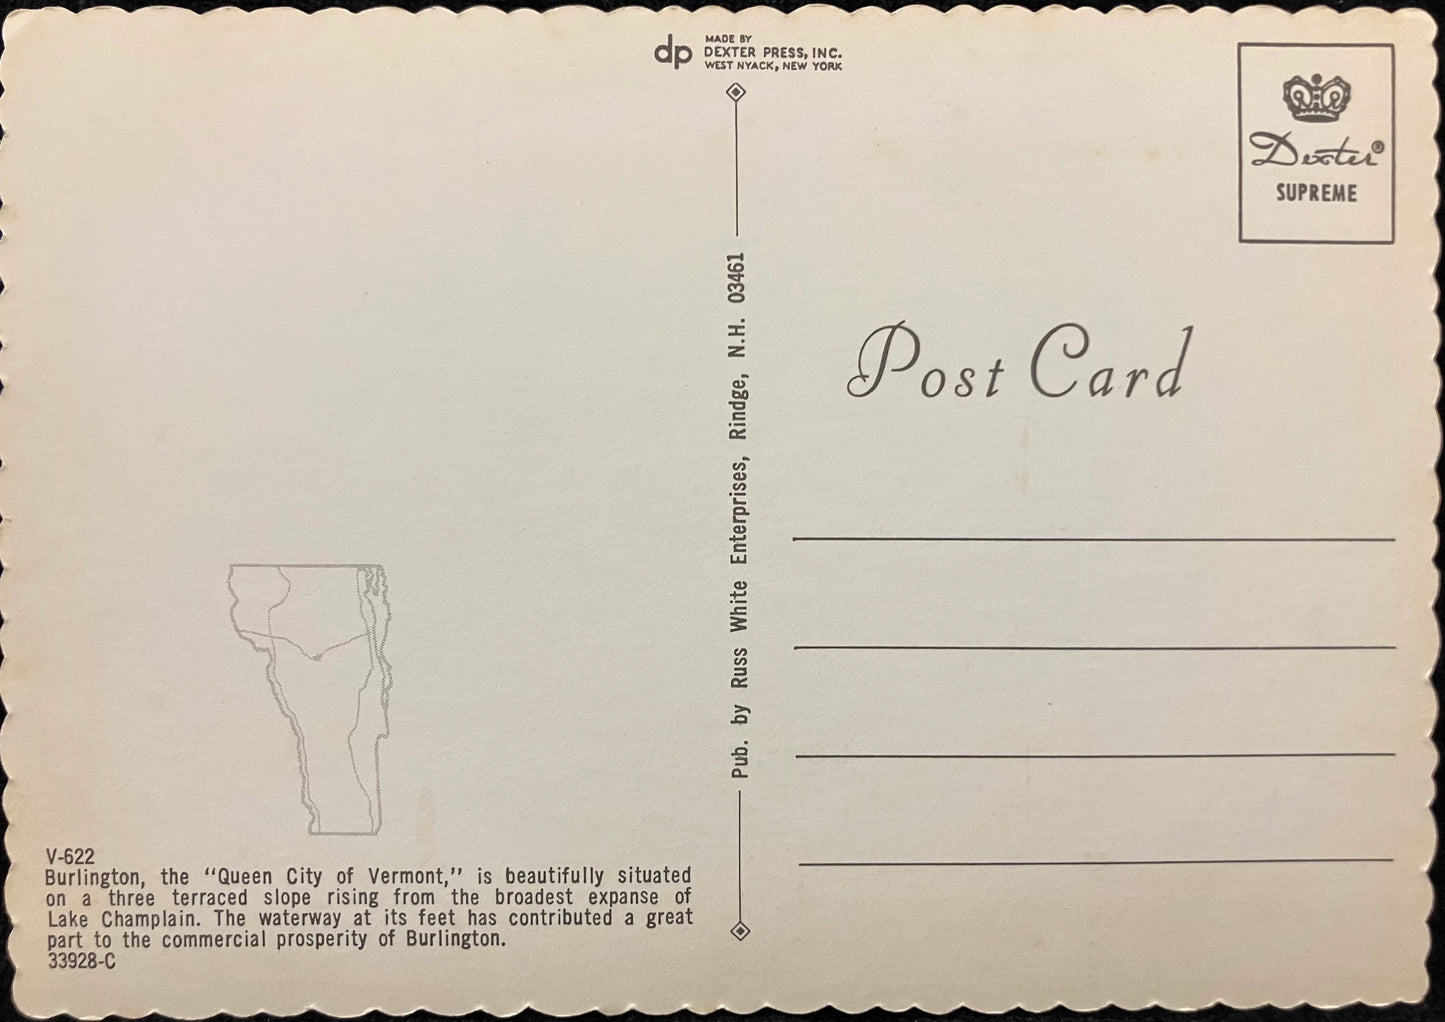 dp
MADE BY
DEXTER PRESS, INC.
WEST NYACK, NEW YORK
Dexter®
SUPREME
Post Card
Pub. by Russ White Enterprises, Rindge, N.H. 03461
V-622
Burlington, the "Queen City of Vermont," is beautifully situated
on a three terraced slope rising from the broadest expanse of
Lake Champlain. The waterway at its feet has contributed a great
part to the commercial prosperity of Burlington.
33928-C